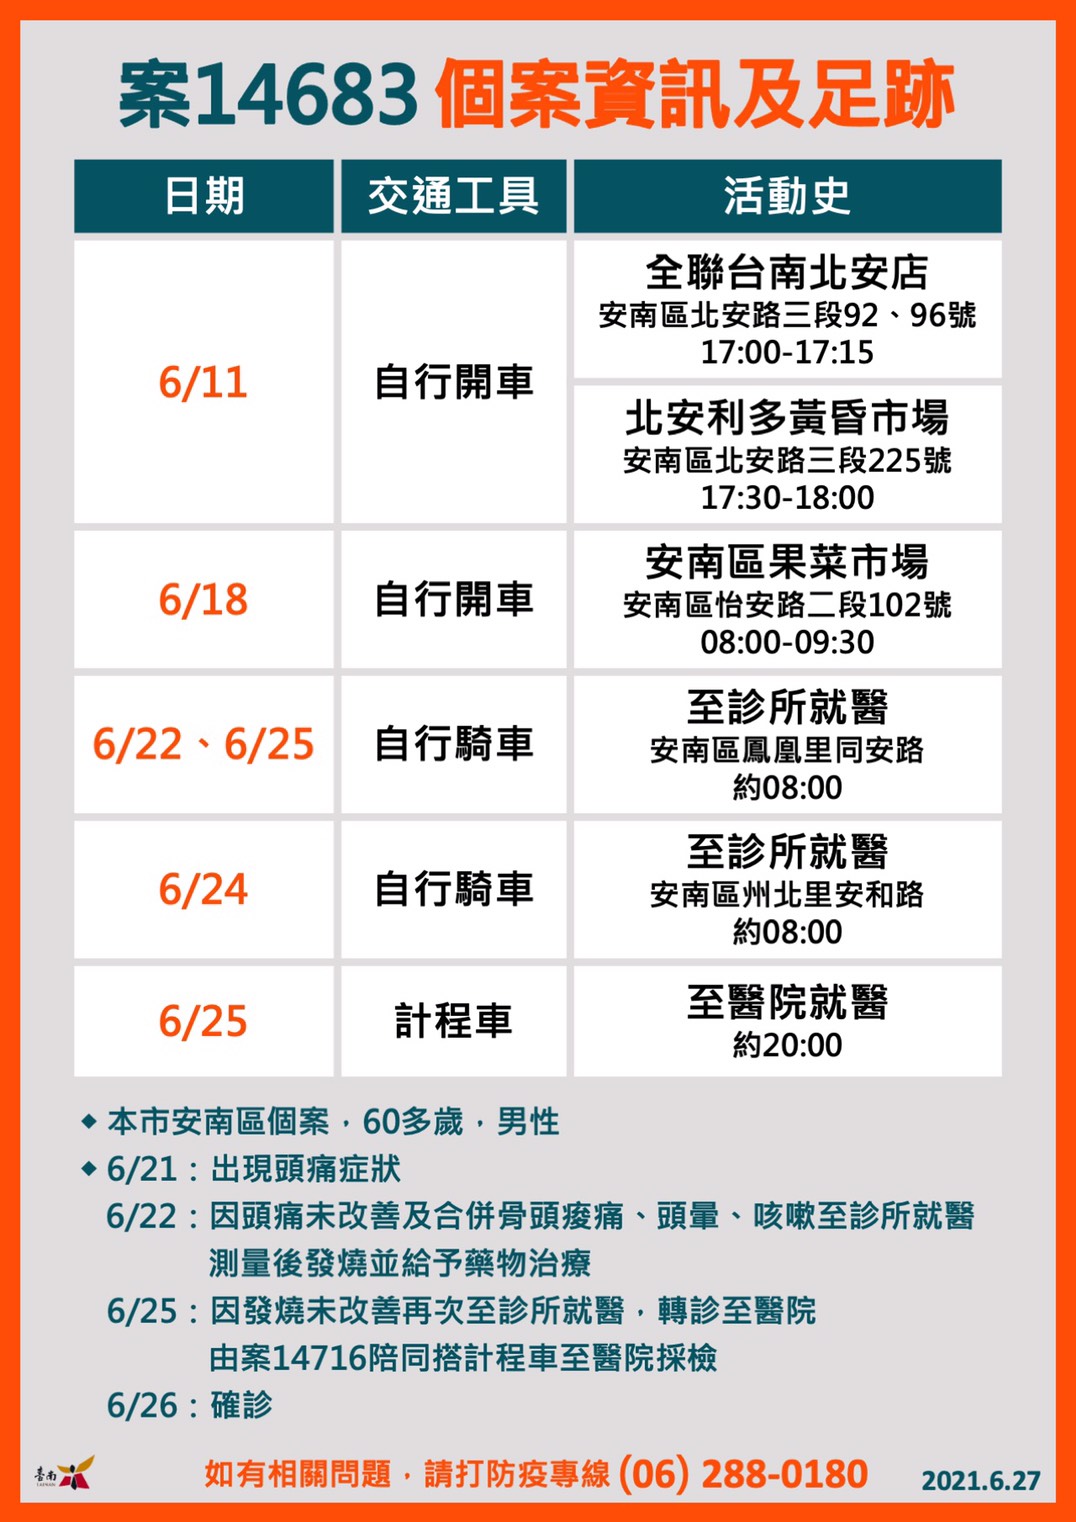 案14683 個案資訊及足跡
日期 交通工具 活動史
6/11 自行開車
全聯台南北安店
安南區北安路三段92、96號
17:00-17:15
北安利多黃昏市場
安南區北安路三段225號
17:30-18:00
6/18 自行開車
安南區果菜市場
安南區怡安路二段102號
08:00-09:30
6/22、6/25 自行騎車
至診所就醫
安南區鳳凰里同安路
約08:00
6/24 自行騎車
至診所就醫
安南區州北里安和路
約08:00
6/25 計程車
至醫院就醫
約20:00
◆ 本市安南區個案，60多歲，男性
◆ 6/21：出現頭痛症狀
6/22：因頭痛未改善及合併骨頭痠痛、頭暈、咳嗽至診所就醫
測量後發燒並給予藥物治療
6/25：因發燒未改善再次至診所就醫，轉診至醫院
由案14716陪同搭計程車至醫院採檢
6/26：確診
臺南
TAINAN
如有相關問題，請打防疫專線 (06) 288-0180
2021.6.27